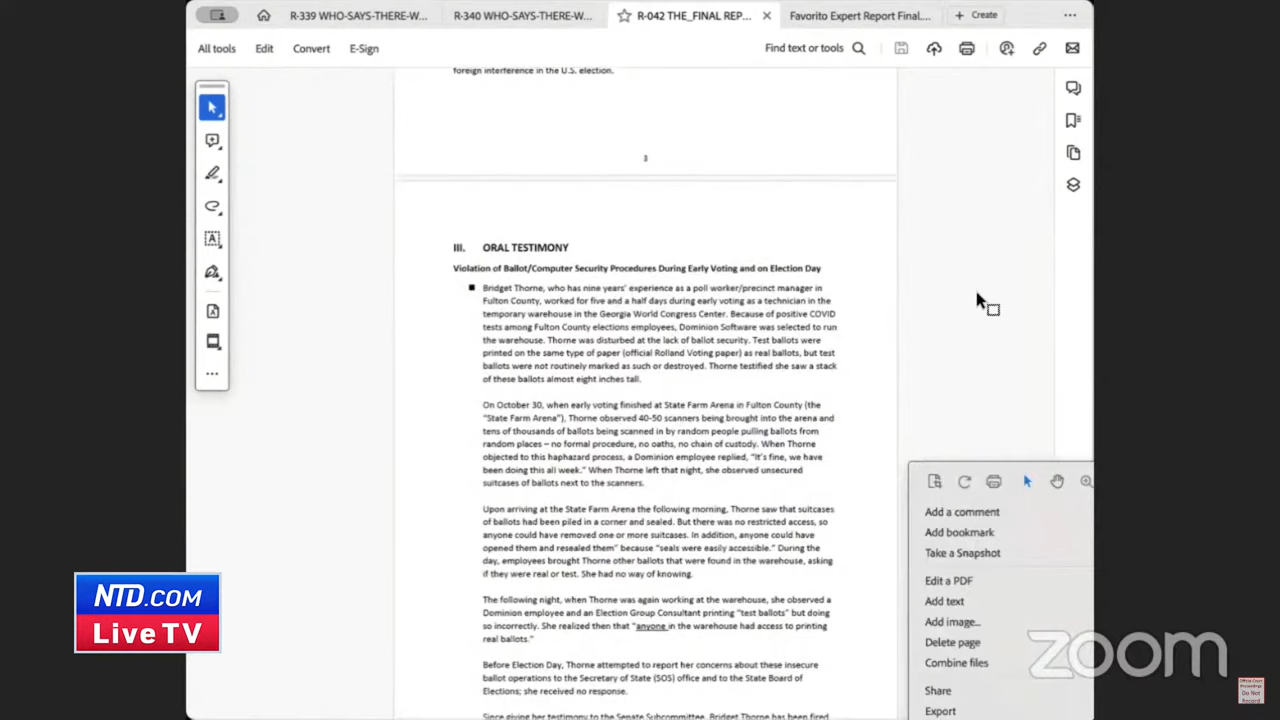 R-339 WHO-SAYS-THERE-W...
R-340 WHO-SAYS-THERE-W...
R-042 THE_FINAL REP...
Favorito Expert Report Final....
Create
All tools
Edit
Convert
E-Sign
Find text or tools
foreign interference in the U.S. election.
3
III. ORAL TESTIMONY
Violation of Ballot/Computer Security Procedures During Early Voting and on Election Day
Bridget Thorne, who has nine years' experience as a poll worker/precinct manager in
Fulton County, worked for five and a half days during early voting as a technician in the
temporary warehouse in the Georgia World Congress Center. Because of positive COVID
tests among Fulton County elections employees, Dominion Software was selected to run
the warehouse. Thorne was disturbed at the lack of ballot security. Test ballots were
printed on the same type of paper (official Rolland Voting paper) as real ballots, but test
ballots were not routinely marked as such or destroyed. Thorne testified she saw a stack
of these ballots almost eight inches tall.
On October 30, when early voting finished at State Farm Arena in Fulton County (the
"State Farm Arena"), Thorne observed 40-50 scanners being brought into the arena and
tens of thousands of ballots being scanned in by random people pulling ballots from
random places – no formal procedure, no oaths, no chain of custody. When Thorne
objected to this haphazard process, a Dominion employee replied, "It's fine, we have
been doing this all week." When Thorne left that night, she observed unsecured
suitcases of ballots next to the scanners.
Upon arriving at the State Farm Arena the following morning, Thorne saw that suitcases
of ballots had been piled in a corner and sealed. But there was no restricted access, so
anyone could have removed one or more suitcases. In addition, anyone could have
opened them and resealed them" because "seals were easily accessible." During the
day, employees brought Thorne other ballots that were found in the warehouse, asking
if they were real or test. She had no way of knowing.
The following night, when Thorne was again working at the warehouse, she observed a
Dominion employee and an Election Group Consultant printing "test ballots" but doing
so incorrectly. She realized then that "anyone in the warehouse had access to printing
real ballots."
Before Election Day, Thorne attempted to report her concerns about these insecure
ballot operations to the Secretary of State (SOS) office and to the State Board of
Elections; she received no response.
Since giving her testimony to the Senate Subcommittee, Bridget Thorne has been fired
Add a comment
Add bookmark
Take a Snapshot
Edit a PDF
Add text
Add image...
Delete page
Combine files
Share
Export
NTD.COM
Live TV
zoom
Official Court
Proceedings
Do Not
Record